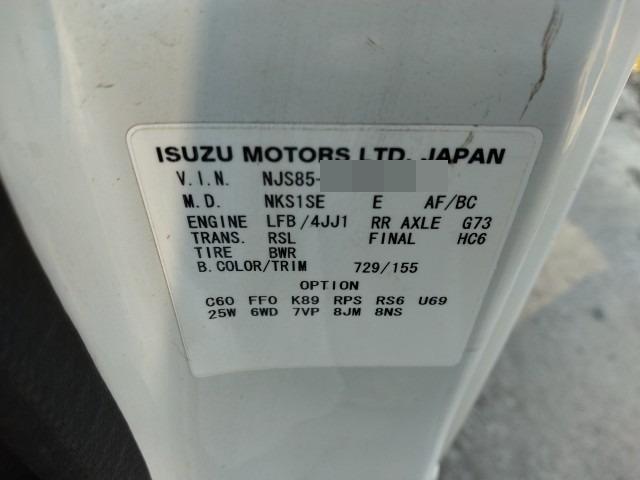 ISUZU MOTORS LTD. JAPAN
V.I.N. NJS85-
M.D. NKS1SE E AF/BC
ENGINE LFB/4JJ1 RR AXLE G73
TRANS. RSL FINAL HC6
TIRE BWR
B.COLOR/TRIM 729/155
OPTION
C60 FF0 K89 RPS RS6 U69
25W 6WD 7VP 8JM 8NS